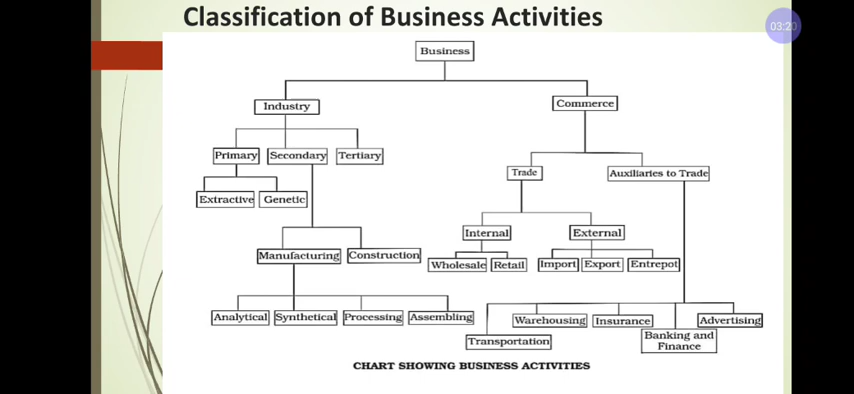 Classification of Business Activities
03:20
Business
Industry
Commerce
Primary
Secondary
Tertiary
Trade
Auxiliaries to Trade
Extractive
Genetic
Internal
External
Manufacturing
Construction
Wholesale
Retail
Import
Export
Entrepot
Analytical
Synthetical
Processing
Assembling
Warehousing
Insurance
Advertising
Transportation
Banking and
Finance
CHART SHOWING BUSINESS ACTIVITIES